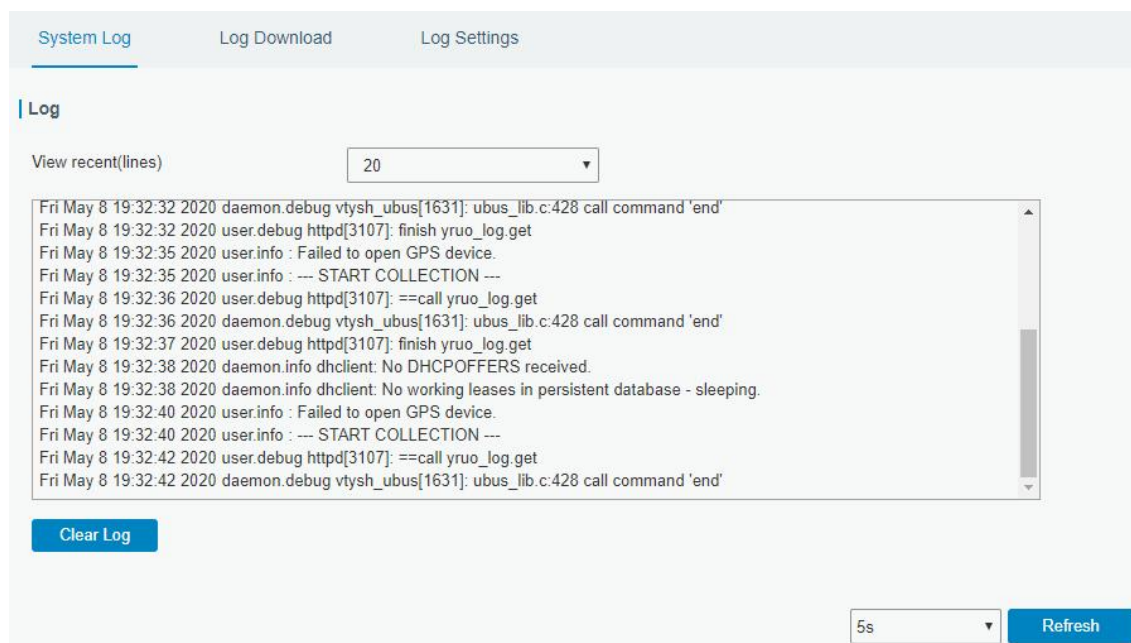 System Log Log Download Log Settings
Log
View recent(lines) 20
Fri May 8 19:32:32 2020 daemon.debug vtysh_ubus[1631]: ubus_lib.c:428 call command 'end'
Fri May 8 19:32:32 2020 user.debug httpd[3107]: finish yruo_log.get
Fri May 8 19:32:35 2020 user.info : Failed to open GPS device.
Fri May 8 19:32:35 2020 user.info : --- START COLLECTION ---
Fri May 8 19:32:36 2020 user.debug httpd[3107]: ==call yruo_log.get
Fri May 8 19:32:36 2020 daemon.debug vtysh_ubus[1631]: ubus_lib.c:428 call command 'end'
Fri May 8 19:32:37 2020 user.debug httpd[3107]: finish yruo_log.get
Fri May 8 19:32:38 2020 daemon.info dhclient: No DHCPOFFERS received.
Fri May 8 19:32:38 2020 daemon.info dhclient: No working leases in persistent database - sleeping.
Fri May 8 19:32:40 2020 user.info : Failed to open GPS device.
Fri May 8 19:32:40 2020 user.info : --- START COLLECTION ---
Fri May 8 19:32:42 2020 user.debug httpd[3107]: ==call yruo_log.get
Fri May 8 19:32:42 2020 daemon.debug vtysh_ubus[1631]: ubus_lib.c:428 call command 'end'
Clear Log
5s Refresh